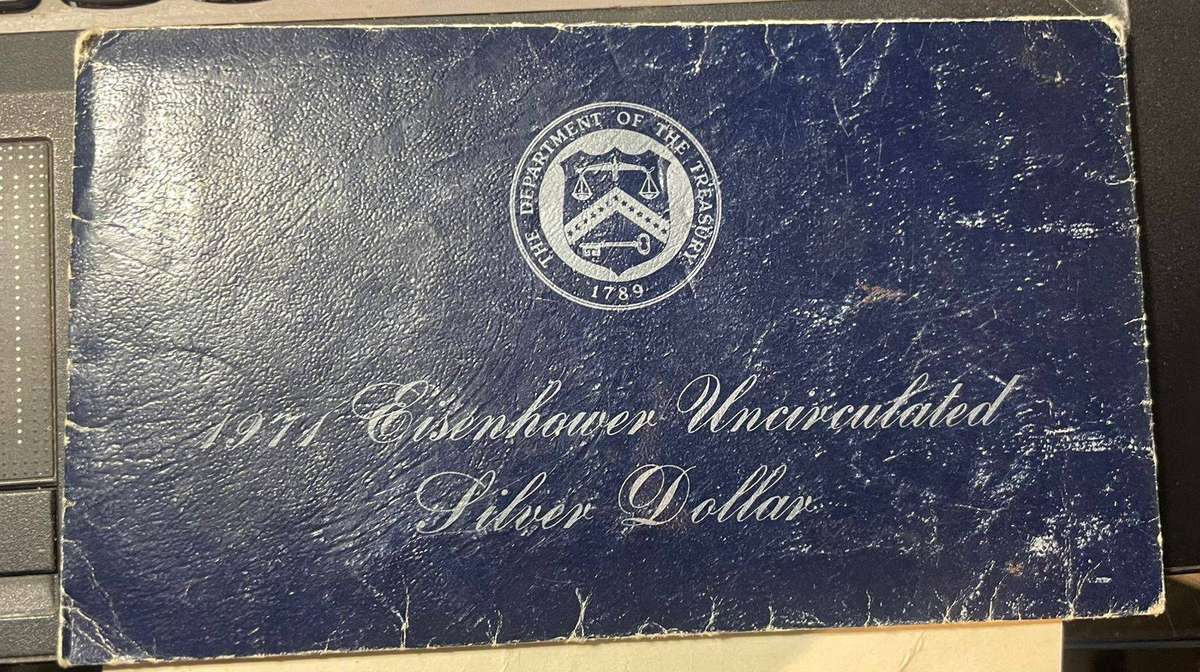 THE DEPARTMENT OF THE TREASURY
1789
1971 Eisenhower Uncirculated
Silver Dollar